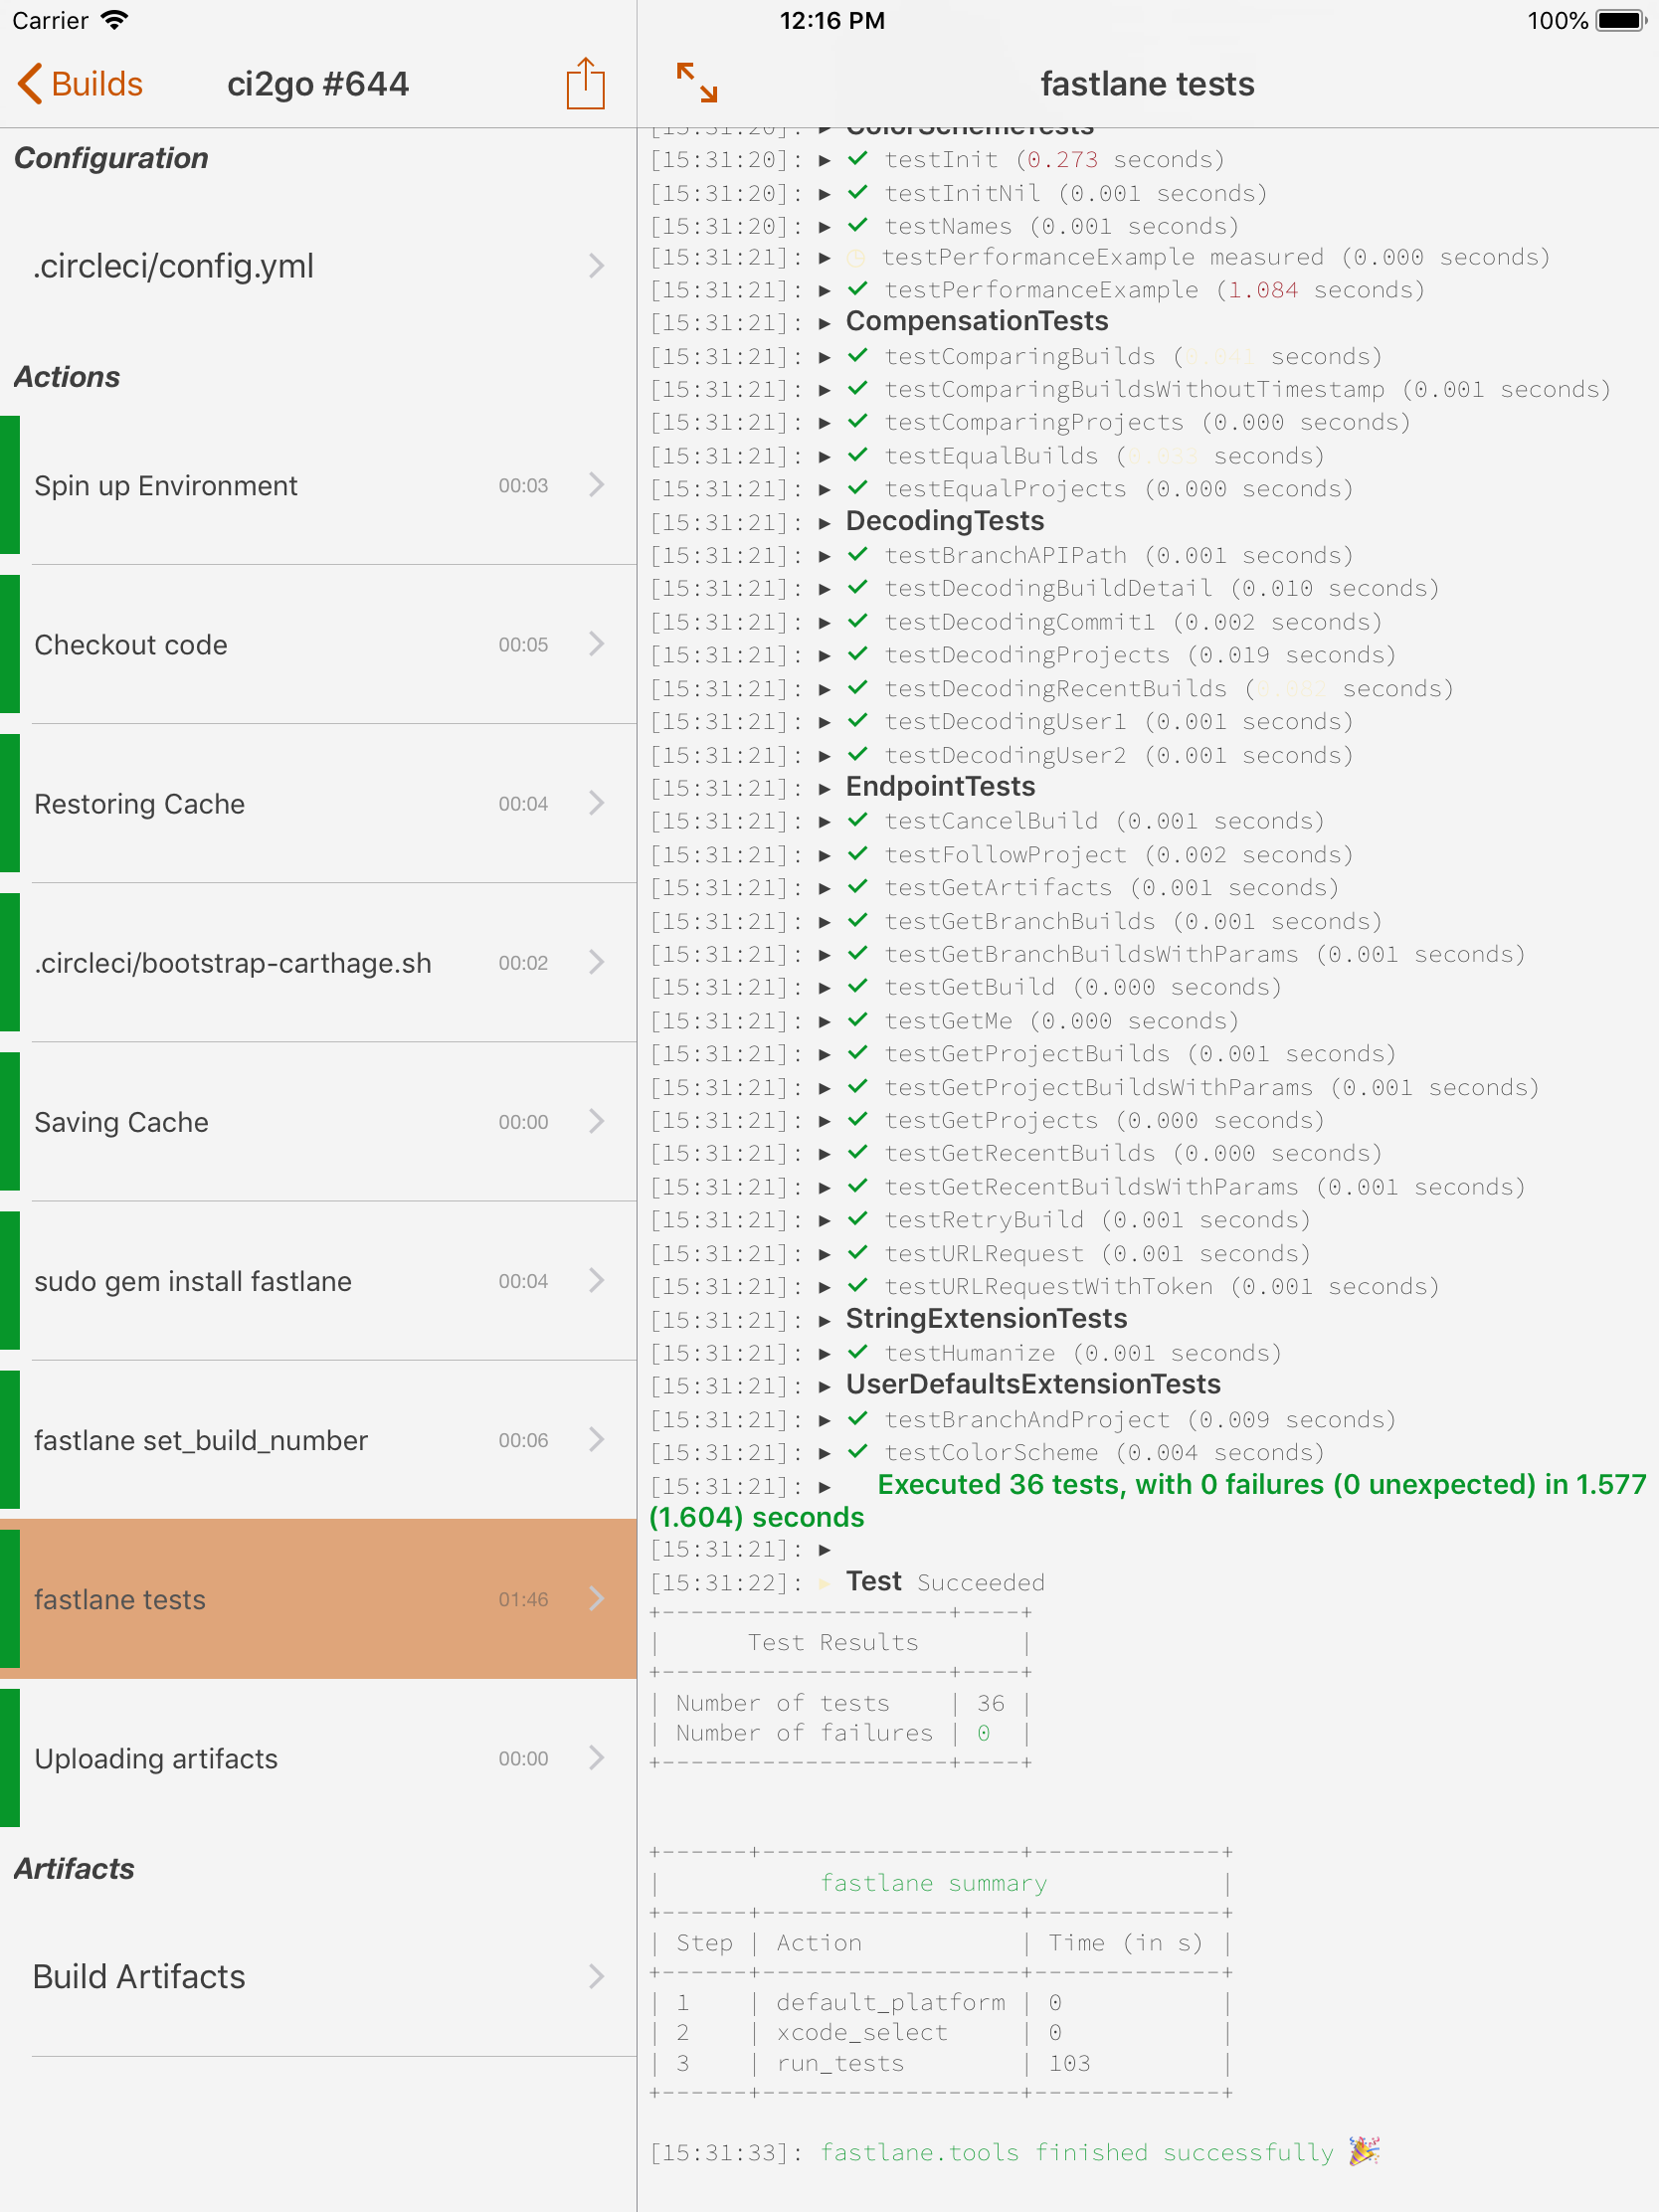 Carrier
12:16 PM
100%
Builds
ci2go #644
fastlane tests
Configuration
.circleci/config.yml
Actions
Spin up Environment 00:03
Checkout code 00:05
Restoring Cache 00:04
.circleci/bootstrap-carthage.sh 00:02
Saving Cache 00:00
sudo gem install fastlane 00:04
fastlane set_build_number 00:06
fastlane tests 01:46
Uploading artifacts 00:00
Artifacts
Build Artifacts
[15:31:20]: ▸ ColorSchemeTests
[15:31:20]: ▸ ✓ testInit (0.273 seconds)
[15:31:20]: ▸ ✓ testInitNil (0.001 seconds)
[15:31:20]: ▸ ✓ testNames (0.001 seconds)
[15:31:21]: ▸ ◷ testPerformanceExample measured (0.000 seconds)
[15:31:21]: ▸ ✓ testPerformanceExample (1.084 seconds)
[15:31:21]: ▸ CompensationTests
[15:31:21]: ▸ ✓ testComparingBuilds (0.041 seconds)
[15:31:21]: ▸ ✓ testComparingBuildsWithoutTimestamp (0.001 seconds)
[15:31:21]: ▸ ✓ testComparingProjects (0.000 seconds)
[15:31:21]: ▸ ✓ testEqualBuilds (0.033 seconds)
[15:31:21]: ▸ ✓ testEqualProjects (0.000 seconds)
[15:31:21]: ▸ DecodingTests
[15:31:21]: ▸ ✓ testBranchAPIPath (0.001 seconds)
[15:31:21]: ▸ ✓ testDecodingBuildDetail (0.010 seconds)
[15:31:21]: ▸ ✓ testDecodingCommit1 (0.002 seconds)
[15:31:21]: ▸ ✓ testDecodingProjects (0.019 seconds)
[15:31:21]: ▸ ✓ testDecodingRecentBuilds (0.082 seconds)
[15:31:21]: ▸ ✓ testDecodingUser1 (0.001 seconds)
[15:31:21]: ▸ ✓ testDecodingUser2 (0.001 seconds)
[15:31:21]: ▸ EndpointTests
[15:31:21]: ▸ ✓ testCancelBuild (0.001 seconds)
[15:31:21]: ▸ ✓ testFollowProject (0.002 seconds)
[15:31:21]: ▸ ✓ testGetArtifacts (0.001 seconds)
[15:31:21]: ▸ ✓ testGetBranchBuilds (0.001 seconds)
[15:31:21]: ▸ ✓ testGetBranchBuildsWithParams (0.001 seconds)
[15:31:21]: ▸ ✓ testGetBuild (0.000 seconds)
[15:31:21]: ▸ ✓ testGetMe (0.000 seconds)
[15:31:21]: ▸ ✓ testGetProjectBuilds (0.001 seconds)
[15:31:21]: ▸ ✓ testGetProjectBuildsWithParams (0.001 seconds)
[15:31:21]: ▸ ✓ testGetProjects (0.000 seconds)
[15:31:21]: ▸ ✓ testGetRecentBuilds (0.000 seconds)
[15:31:21]: ▸ ✓ testGetRecentBuildsWithParams (0.001 seconds)
[15:31:21]: ▸ ✓ testRetryBuild (0.001 seconds)
[15:31:21]: ▸ ✓ testURLRequest (0.001 seconds)
[15:31:21]: ▸ ✓ testURLRequestWithToken (0.001 seconds)
[15:31:21]: ▸ StringExtensionTests
[15:31:21]: ▸ ✓ testHumanize (0.001 seconds)
[15:31:21]: ▸ UserDefaultsExtensionTests
[15:31:21]: ▸ ✓ testBranchAndProject (0.009 seconds)
[15:31:21]: ▸ ✓ testColorScheme (0.004 seconds)
[15:31:21]: ▸ Executed 36 tests, with 0 failures (0 unexpected) in 1.577
(1.604) seconds
[15:31:21]: ▸
[15:31:22]: ▸ Test Succeeded
+--------------------+----+
| Test Results |
+--------------------+----+
| Number of tests | 36 |
| Number of failures | 0 |
+--------------------+----+
+------+------------------+-------------+
| fastlane summary |
+------+------------------+-------------+
| Step | Action | Time (in s) |
+------+------------------+-------------+
| 1 | default_platform | 0 |
| 2 | xcode_select | 0 |
| 3 | run_tests | 103 |
+------+------------------+-------------+
[15:31:33]: fastlane.tools finished successfully 🎉